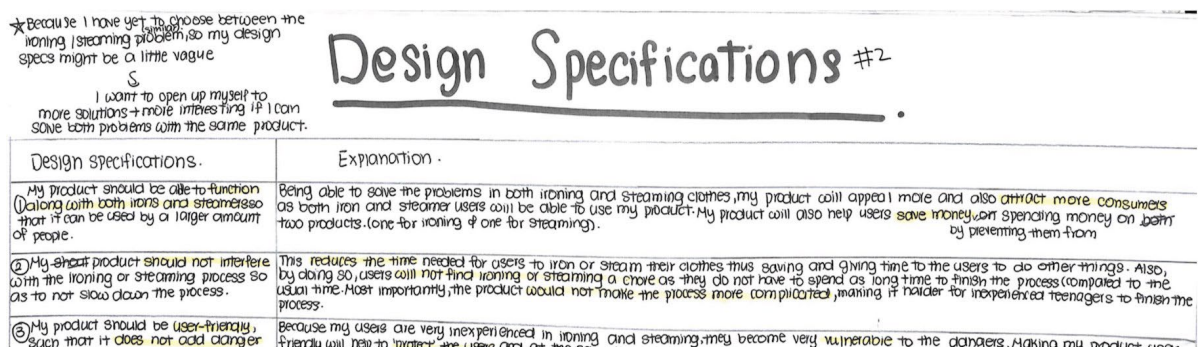 ★Because I have yet to choose between the
ironing /steaming (similar) problem, so my design
specs might be a little vague
I want to open up myself to
more solutions + more interesting if I can
solve both problems with the same product.
Design Specifications #2
Design specifications.
Explanation.
My product should be able to function
① along with both irons and steamers so
that it can be used by a larger amount
of people.
Being able to solve the problems in both ironing and steaming clothes, my product will appeal more and also attract more consumers
as both iron and steamer users will be able to use my product. My product will also help users save money on spending money on both
by preventing them from
two products. (one for ironing & one for steaming).
② My product should not interfere
with the ironing or steaming process so
as to not slow down the process.
This reduces the time needed for users to iron or steam their clothes thus saving and giving time to the users to do other things. Also,
by doing so, users will not find ironing or steaming a chore as they do not have to spend as long time to finish the process (compared to the
usual time. Most importantly, the product would not make the process more complicated, making it harder for inexperienced teenagers to finish the
process.
③ My product should be user-friendly,
such that it does not add danger
Because my users are very inexperienced in ironing and steaming, they become very vulnerable to the dangers. Making my product user
friendly will help to 'protect' the users and at the